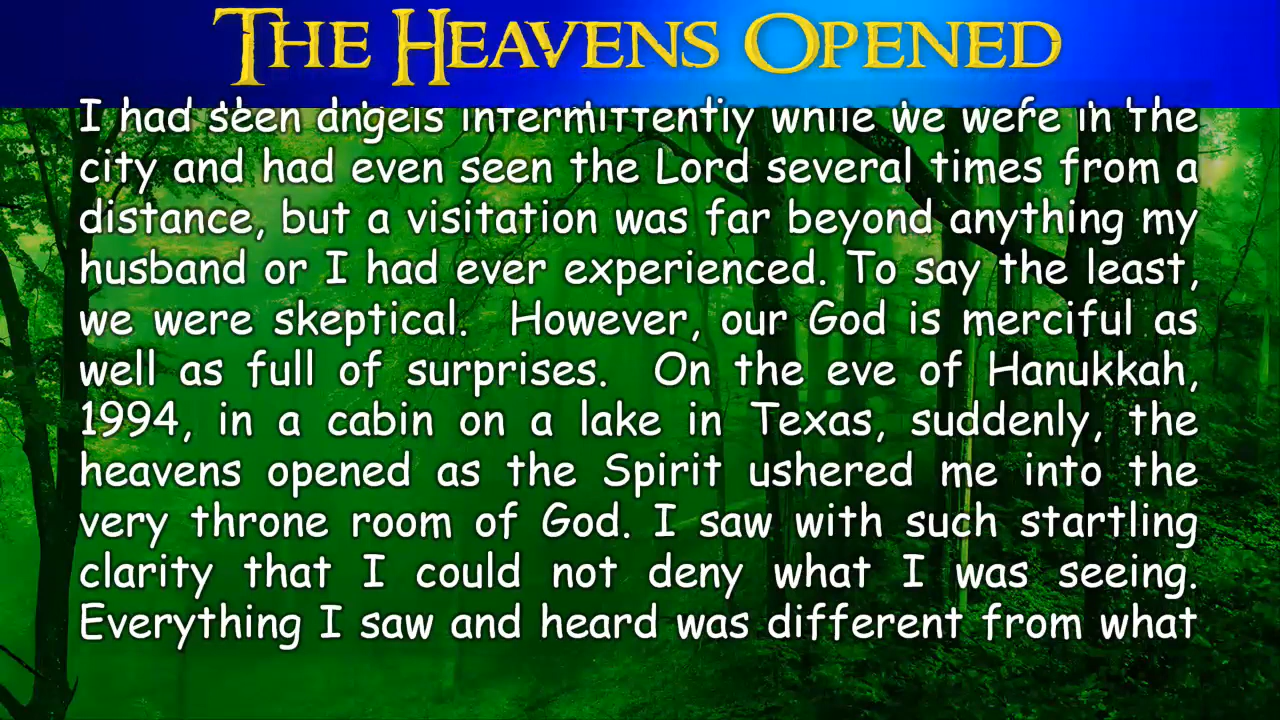 THE HEAVENS OPENED
I had seen angels intermittently while we were in the
city and had even seen the Lord several times from a
distance, but a visitation was far beyond anything my
husband or I had ever experienced. To say the least,
we were skeptical.  However, our God is merciful as
well as full of surprises.  On the eve of Hanukkah,
1994, in a cabin on a lake in Texas, suddenly, the
heavens opened as the Spirit ushered me into the
very throne room of God. I saw with such startling
clarity that I could not deny what I was seeing.
Everything I saw and heard was different from what